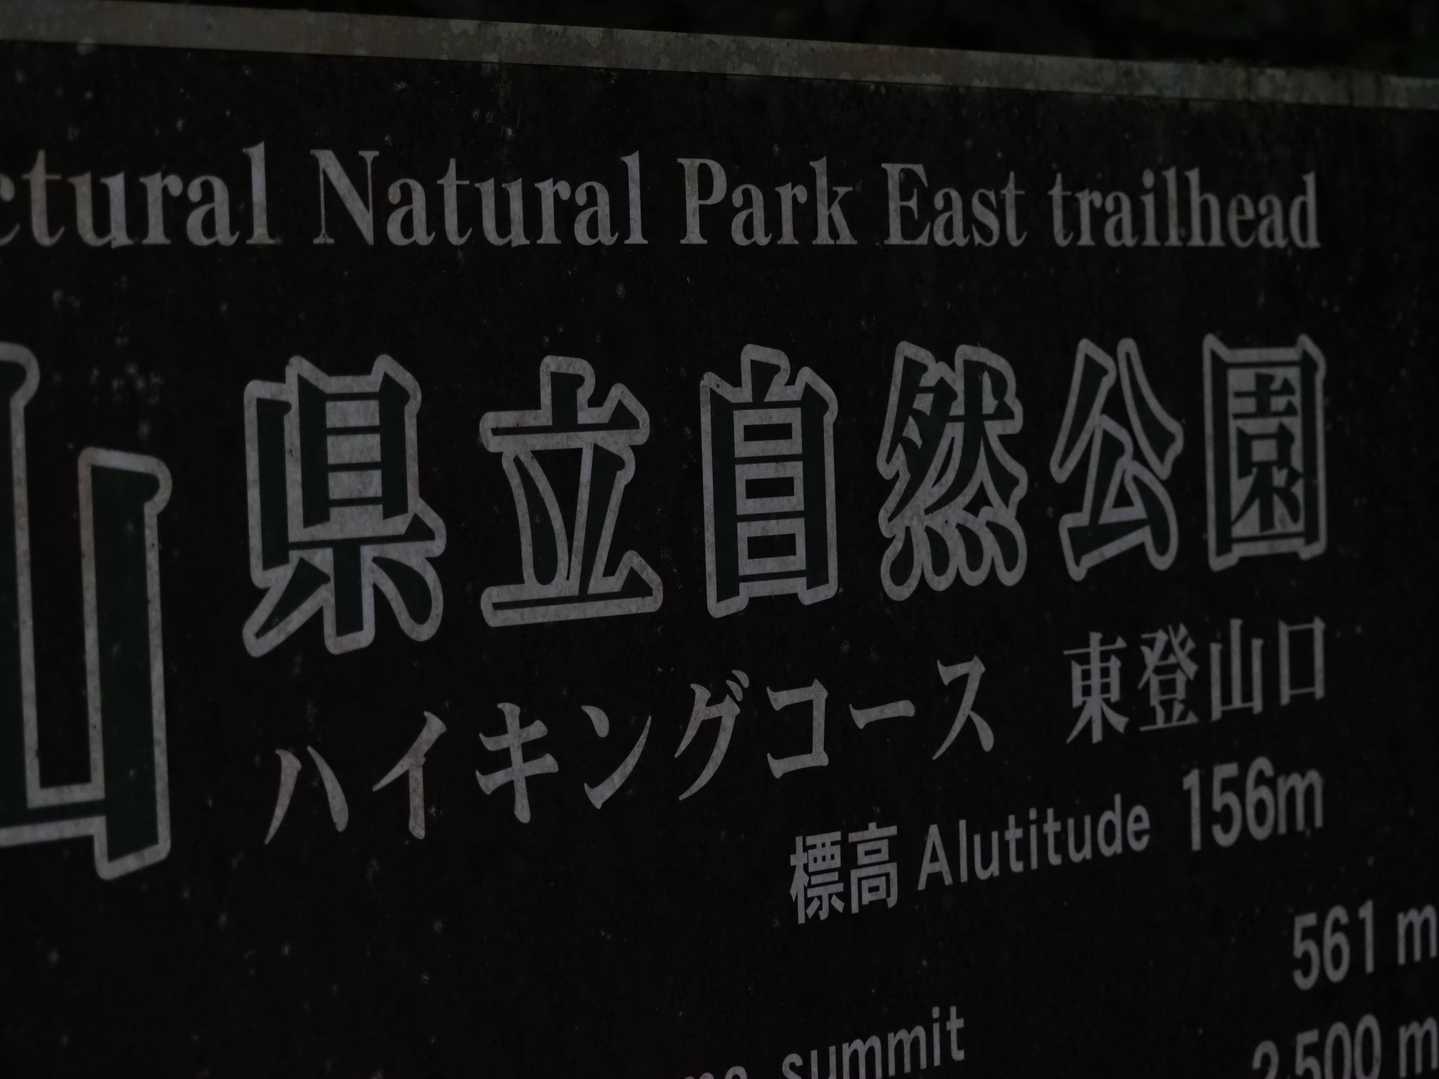 Natural Park East trailhead
山県立自然公園
ハイキングコース 東登山口
標高 Alutitude 156m
561 m
summit 2,500 m